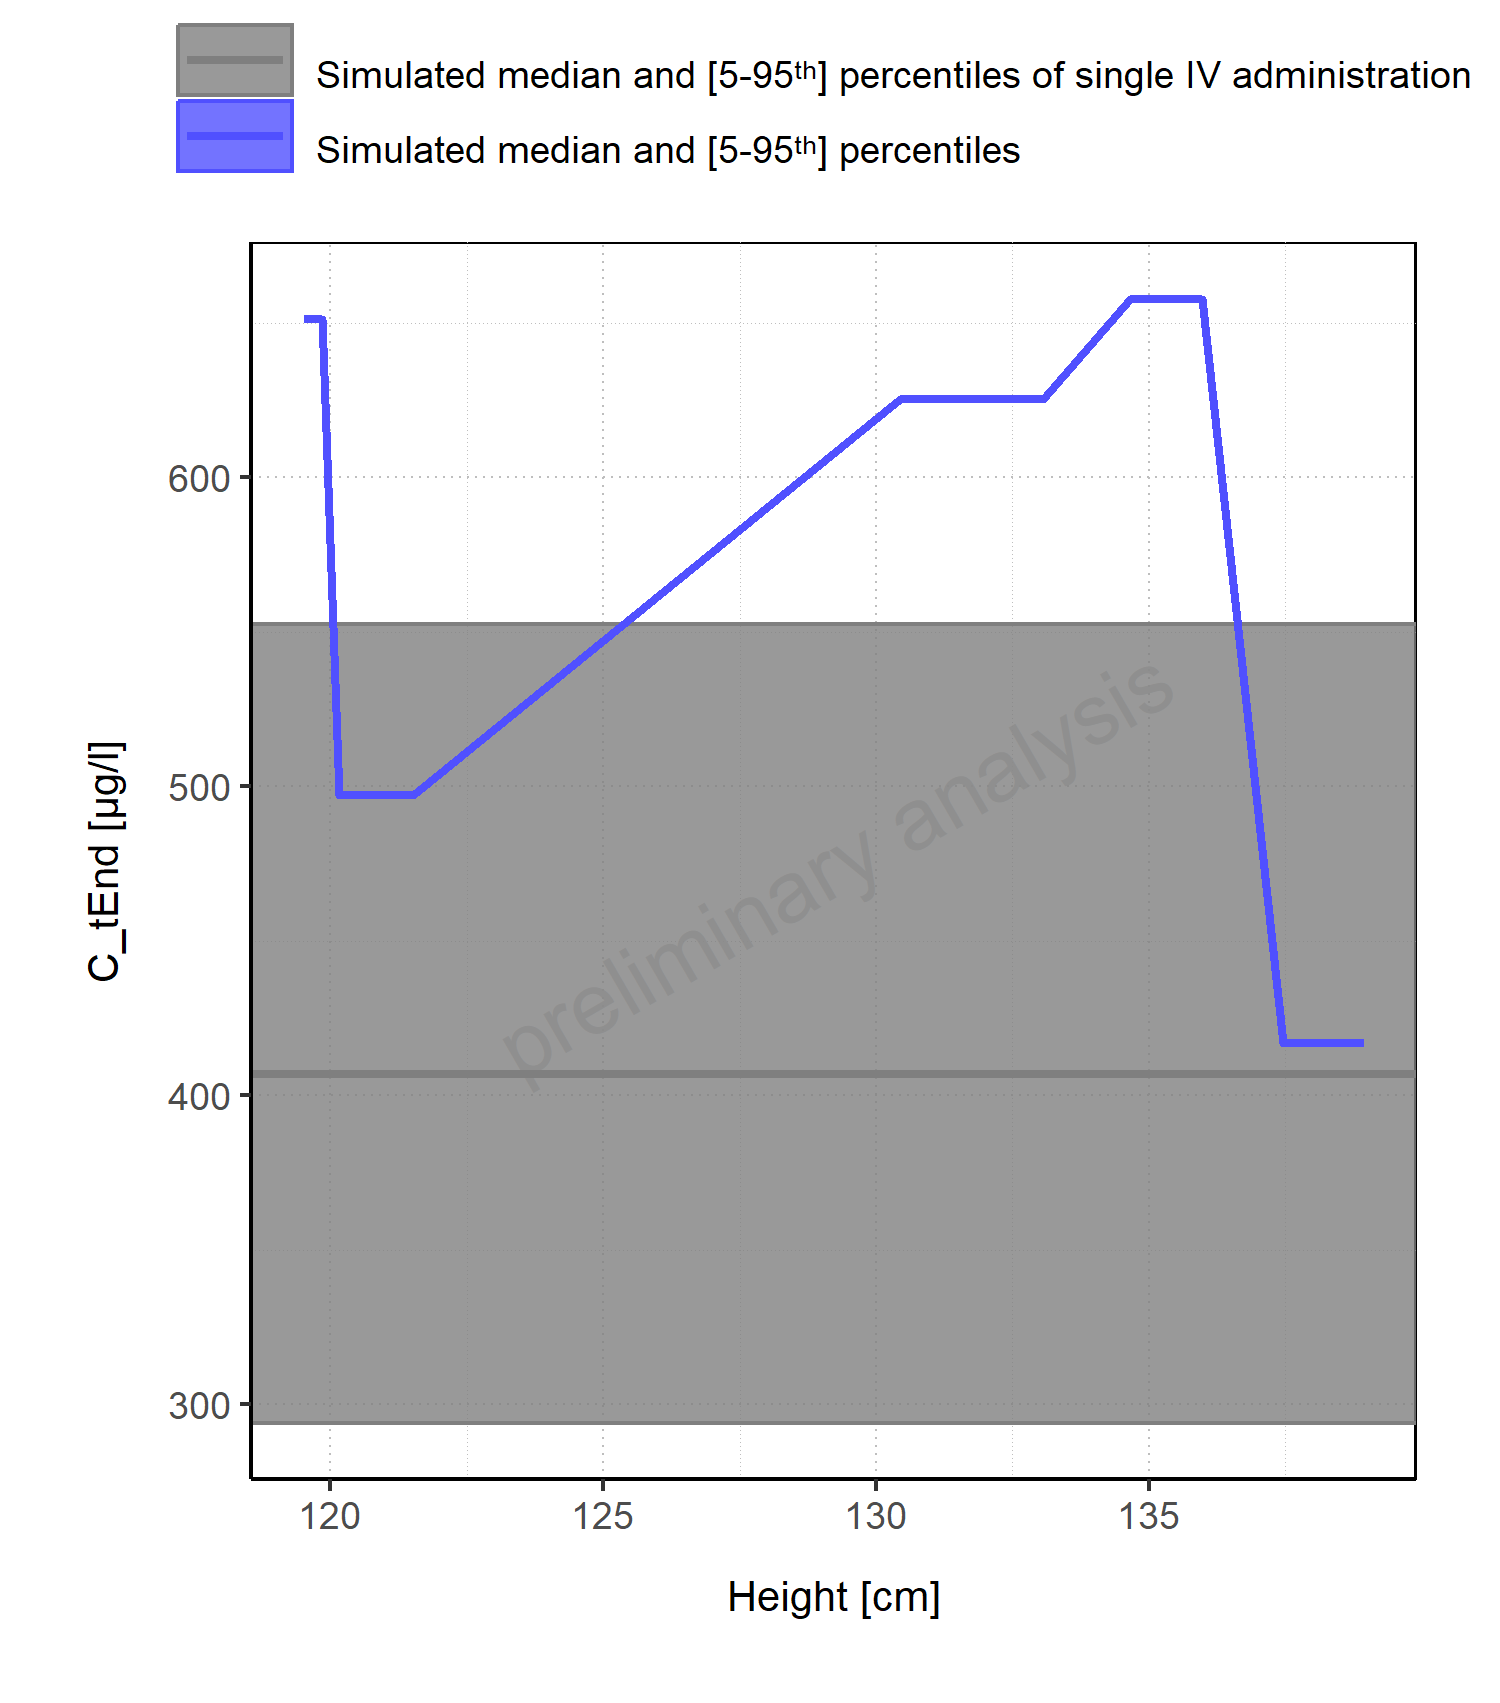 Simulated median and [5-95ᵗʰ] percentiles of single IV administration
Simulated median and [5-95ᵗʰ] percentiles
600
500
400
300
C_tEnd [µg/l]
preliminary analysis
120 125 130 135
Height [cm]